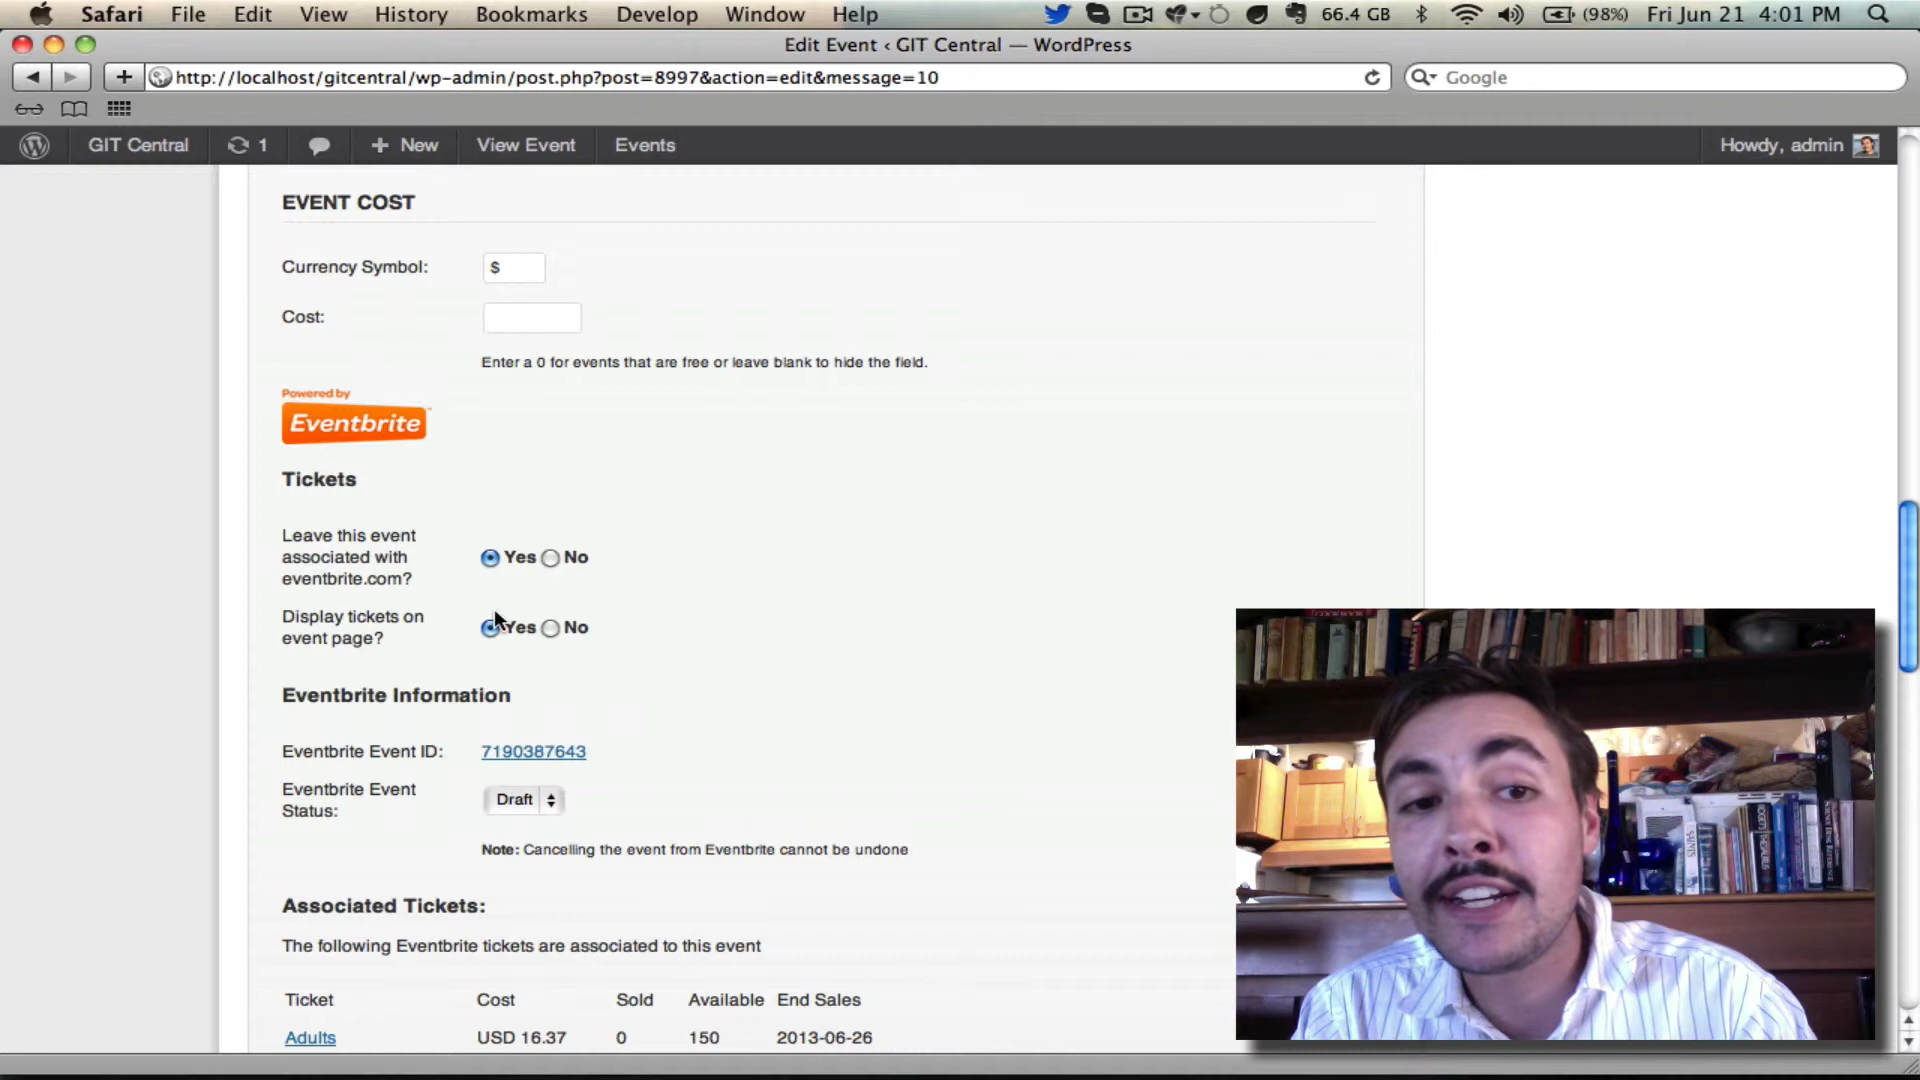 Safari File Edit View History Bookmarks Develop Window Help 66.4 GB (98%) Fri Jun 21 4:01 PM
Edit Event ‹ GIT Central — WordPress
http://localhost/gitcentral/wp-admin/post.php?post=8997&action=edit&message=10 Google
GIT Central 1 + New View Event Events Howdy, admin
EVENT COST
Currency Symbol: $
Cost:
Enter a 0 for events that are free or leave blank to hide the field.
Powered by
Eventbrite
Tickets
Leave this event
associated with
eventbrite.com?
Yes No
Display tickets on
event page?
Yes No
Eventbrite Information
Eventbrite Event ID: 7190387643
Eventbrite Event
Status:
Draft
Note: Cancelling the event from Eventbrite cannot be undone
Associated Tickets:
The following Eventbrite tickets are associated to this event
Ticket Cost Sold Available End Sales
Adults USD 16.37 0 150 2013-06-26